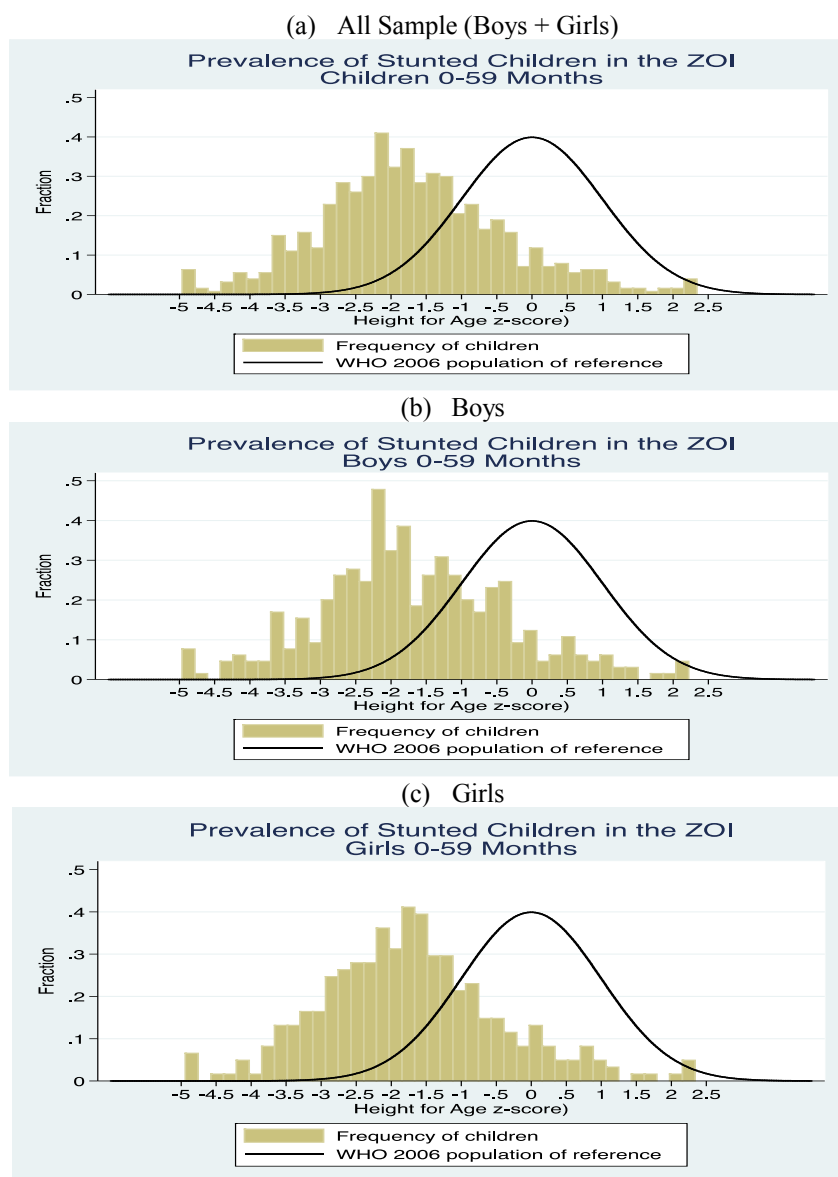 (a) All Sample (Boys + Girls)
Prevalence of Stunted Children in the ZOI
Children 0-59 Months
.5
.4
.3
.2
.1
0
Fraction
-5 -4.5 -4 -3.5 -3 -2.5 -2 -1.5 -1 -.5 0 .5 1 1.5 2 2.5
Height for Age z-score)
Frequency of children
WHO 2006 population of reference
(b) Boys
Prevalence of Stunted Children in the ZOI
Boys 0-59 Months
.5
.4
.3
.2
.1
0
Fraction
-5 -4.5 -4 -3.5 -3 -2.5 -2 -1.5 -1 -.5 0 .5 1 1.5 2 2.5
Height for Age z-score)
Frequency of children
WHO 2006 population of reference
(c) Girls
Prevalence of Stunted Children in the ZOI
Girls 0-59 Months
.5
.4
.3
.2
.1
0
Fraction
-5 -4.5 -4 -3.5 -3 -2.5 -2 -1.5 -1 -.5 0 .5 1 1.5 2 2.5
Height for Age z-score)
Frequency of children
WHO 2006 population of reference